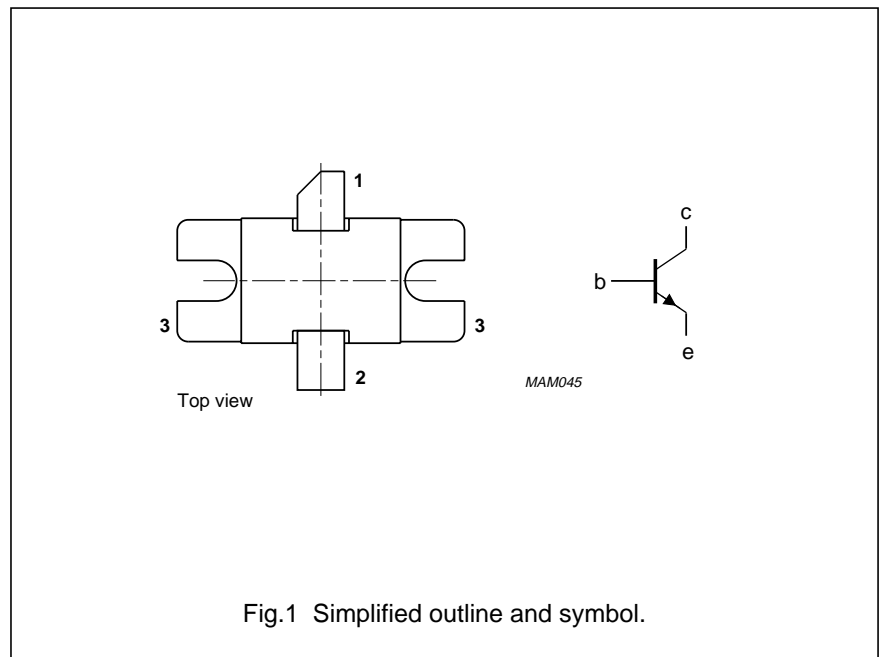 1
c
b
3
3
e
2
MAM045
Top view
Fig.1 Simplified outline and symbol.